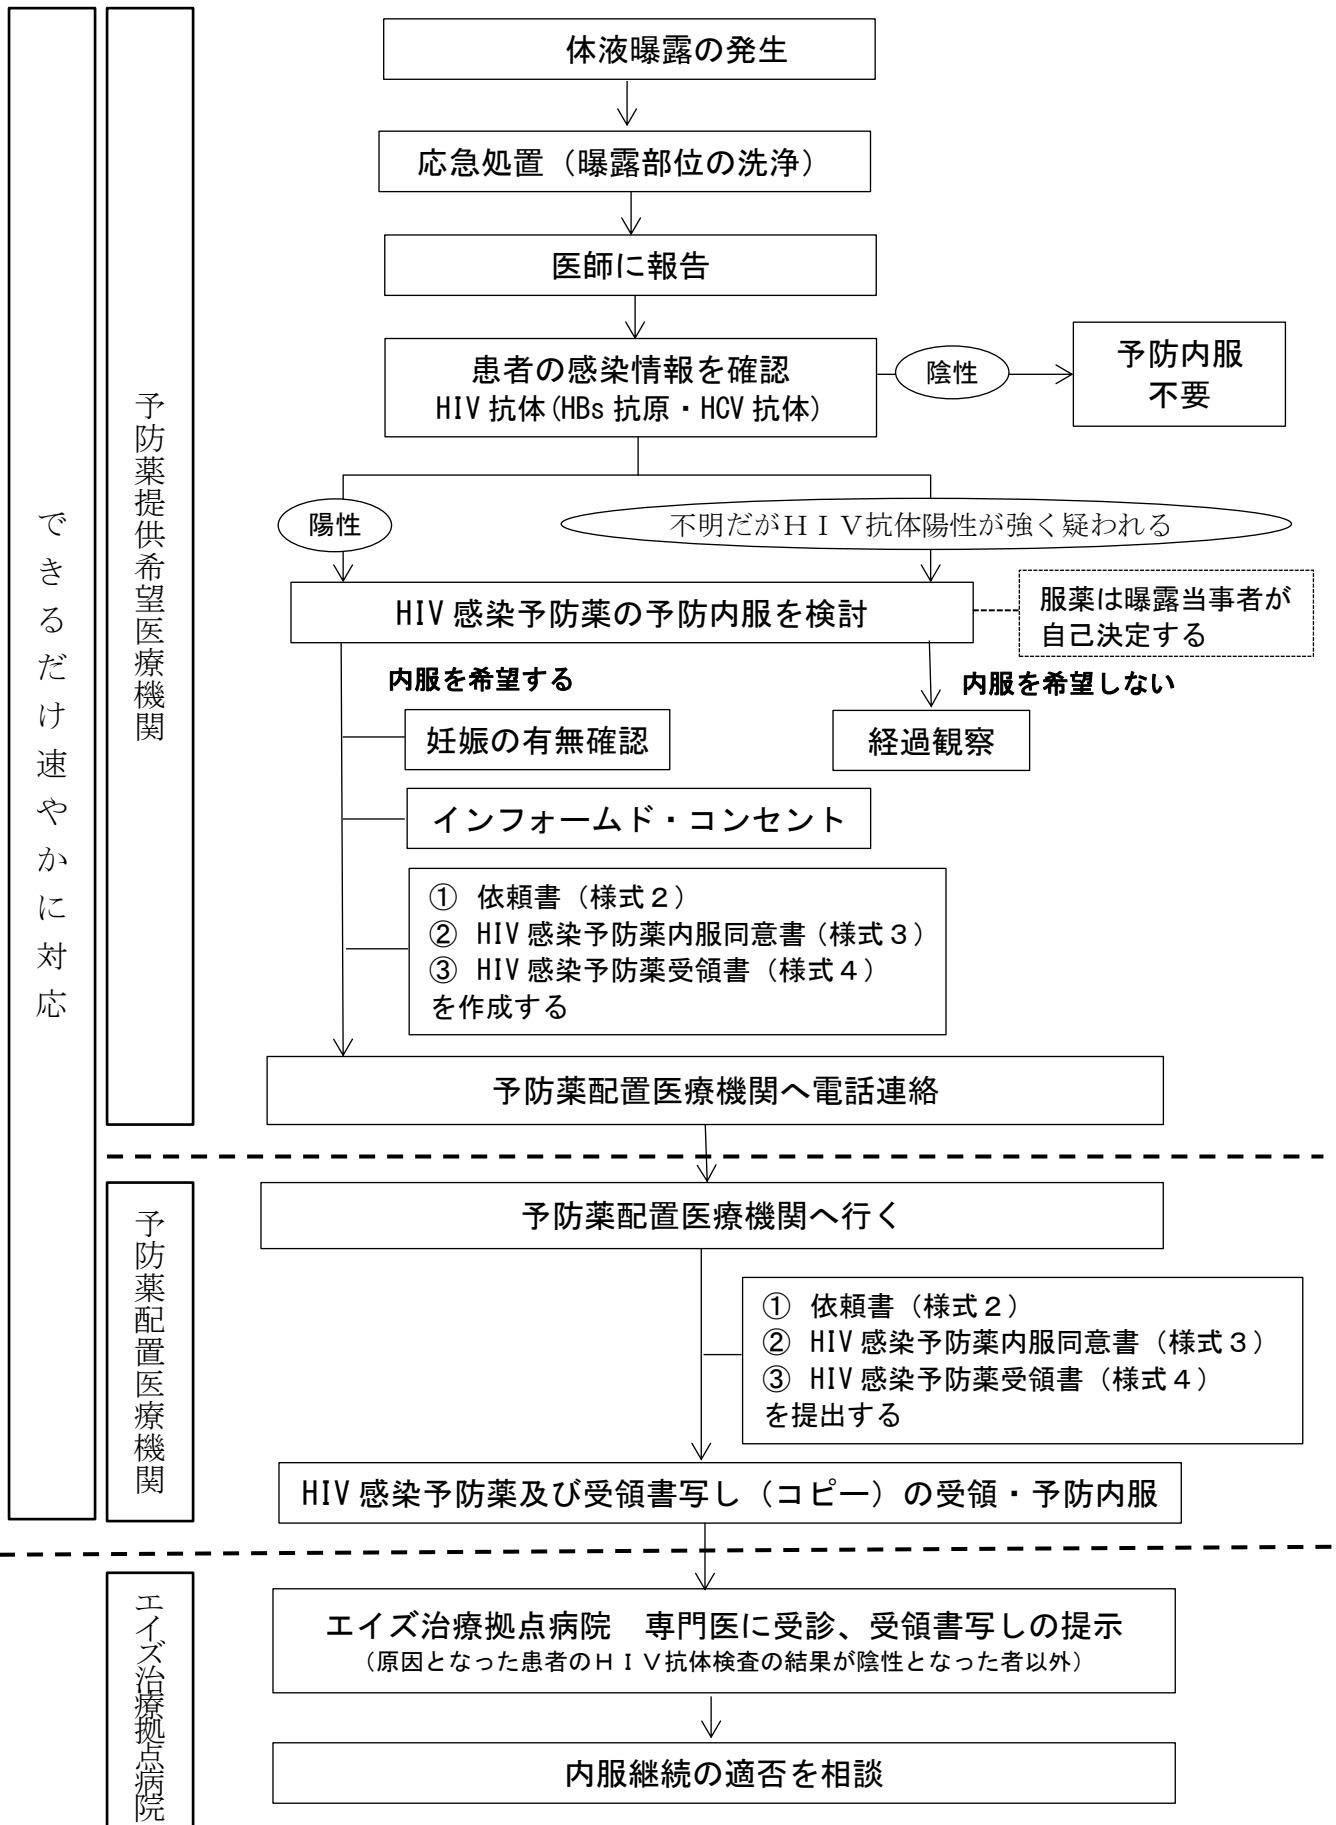 できるだけ速やかに対応
予防薬提供希望医療機関
体液曝露の発生
応急処置（曝露部位の洗浄）
医師に報告
患者の感染情報を確認
HIV 抗体(HBs 抗原・HCV 抗体)
陰性
予防内服
不要
陽性
不明だがＨＩＶ抗体陽性が強く疑われる
HIV 感染予防薬の予防内服を検討
服薬は曝露当事者が
自己決定する
内服を希望する
内服を希望しない
妊娠の有無確認
経過観察
インフォームド・コンセント
① 依頼書（様式２）
② HIV 感染予防薬内服同意書（様式３）
③ HIV 感染予防薬受領書（様式４）
を作成する
予防薬配置医療機関へ電話連絡
予防薬配置医療機関
予防薬配置医療機関へ行く
① 依頼書（様式２）
② HIV 感染予防薬内服同意書（様式３）
③ HIV 感染予防薬受領書（様式４）
を提出する
HIV 感染予防薬及び受領書写し（コピー）の受領・予防内服
エイズ治療拠点病院
エイズ治療拠点病院　専門医に受診、受領書写しの提示
（原因となった患者のＨＩＶ抗体検査の結果が陰性となった者以外）
内服継続の適否を相談